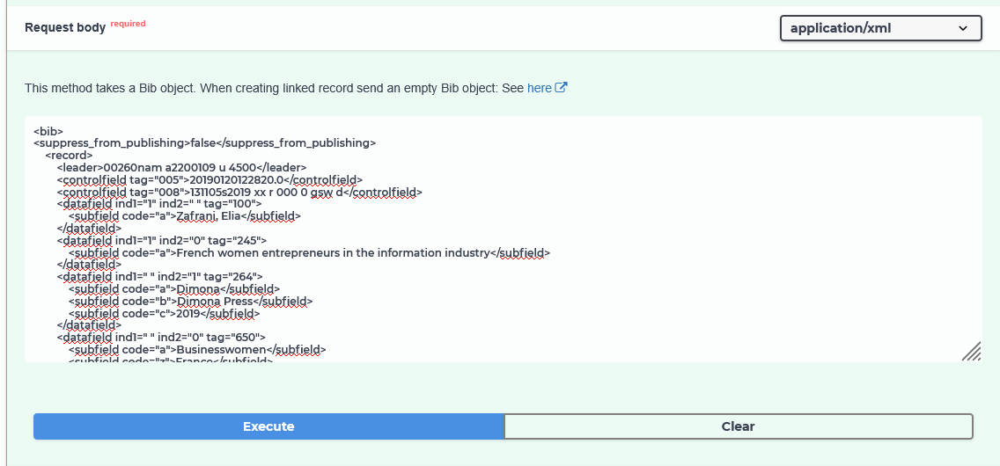 Request body required
application/xml
This method takes a Bib object. When creating linked record send an empty Bib object: See here
<bib>
<suppress_from_publishing>false</suppress_from_publishing>
<record>
<leader>00260nam a2200109 u 4500</leader>
<controlfield tag="005">20190120122820.0</controlfield>
<controlfield tag="008">131105s2019 xx r 000 0 gsw d</controlfield>
<datafield ind1="1" ind2=" " tag="100">
<subfield code="a">Zafrani, Elia</subfield>
</datafield>
<datafield ind1="1" ind2="0" tag="245">
<subfield code="a">French women entrepreneurs in the information industry</subfield>
</datafield>
<datafield ind1=" " ind2="1" tag="264">
<subfield code="a">Dimona</subfield>
<subfield code="b">Dimona Press</subfield>
<subfield code="c">2019</subfield>
</datafield>
<datafield ind1=" " ind2="0" tag="650">
<subfield code="a">Businesswomen</subfield>
<subfield code="z">France</subfield>
Execute
Clear